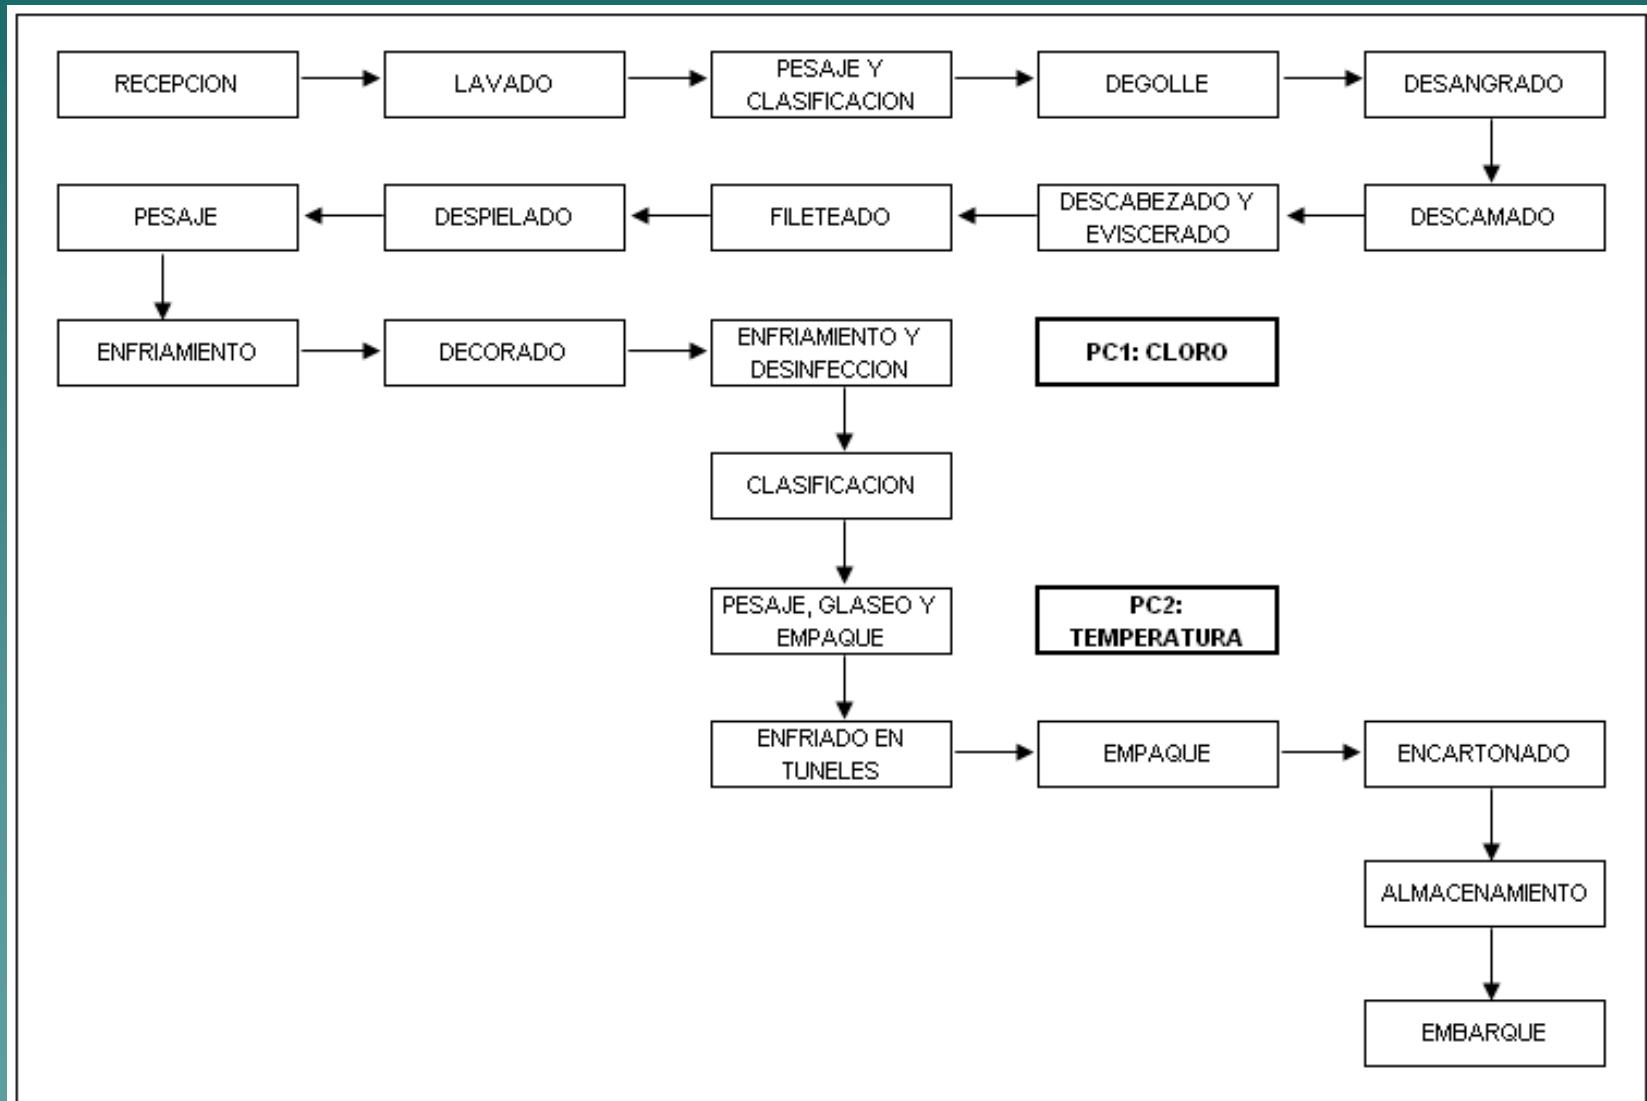 RECEPCION
LAVADO
PESAJE Y
CLASIFICACION
DEGOLLE
DESANGRADO
PESAJE
DESPIELADO
FILETEADO
DESCABEZADO Y
EVISCERADO
DESCAMADO
ENFRIAMIENTO
DECORADO
ENFRIAMIENTO Y
DESINFECCION
PC1: CLORO
CLASIFICACION
PESAJE, GLASEO Y
EMPAQUE
PC2:
TEMPERATURA
ENFRIADO EN
TUNELES
EMPAQUE
ENCARTONADO
ALMACENAMIENTO
EMBARQUE